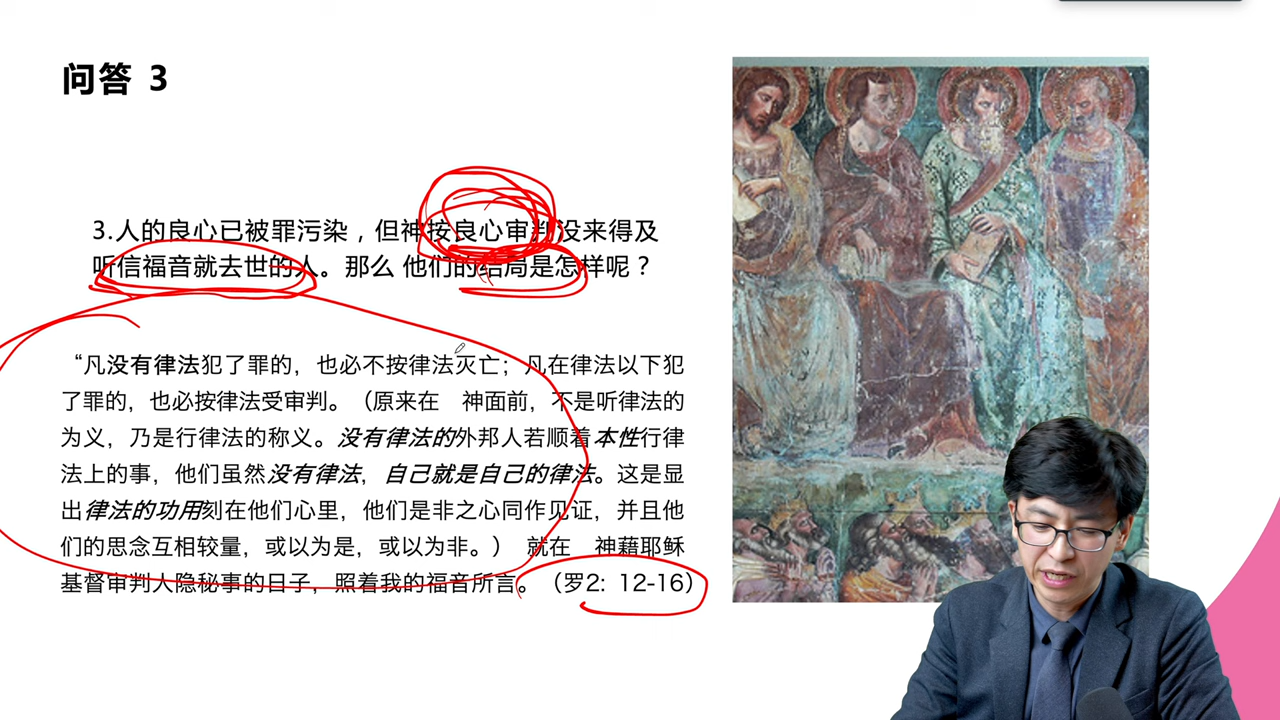 问答 3
3.人的良心已被罪污染，但神按良心审判没来得及
听信福音就去世的人。那么 他们的结局是怎样呢？
“凡没有律法犯了罪的，也必不按律法灭亡；凡在律法以下犯
了罪的，也必按律法受审判。（原来在　神面前，不是听律法的
为义，乃是行律法的称义。没有律法的外邦人若顺着本性行律
法上的事，他们虽然没有律法，自己就是自己的律法。这是显
出律法的功用刻在他们心里，他们是非之心同作见证，并且他
们的思念互相较量，或以为是，或以为非。） 就在　神藉耶稣
基督审判人隐秘事的日子，照着我的福音所言。（罗2: 12-16）